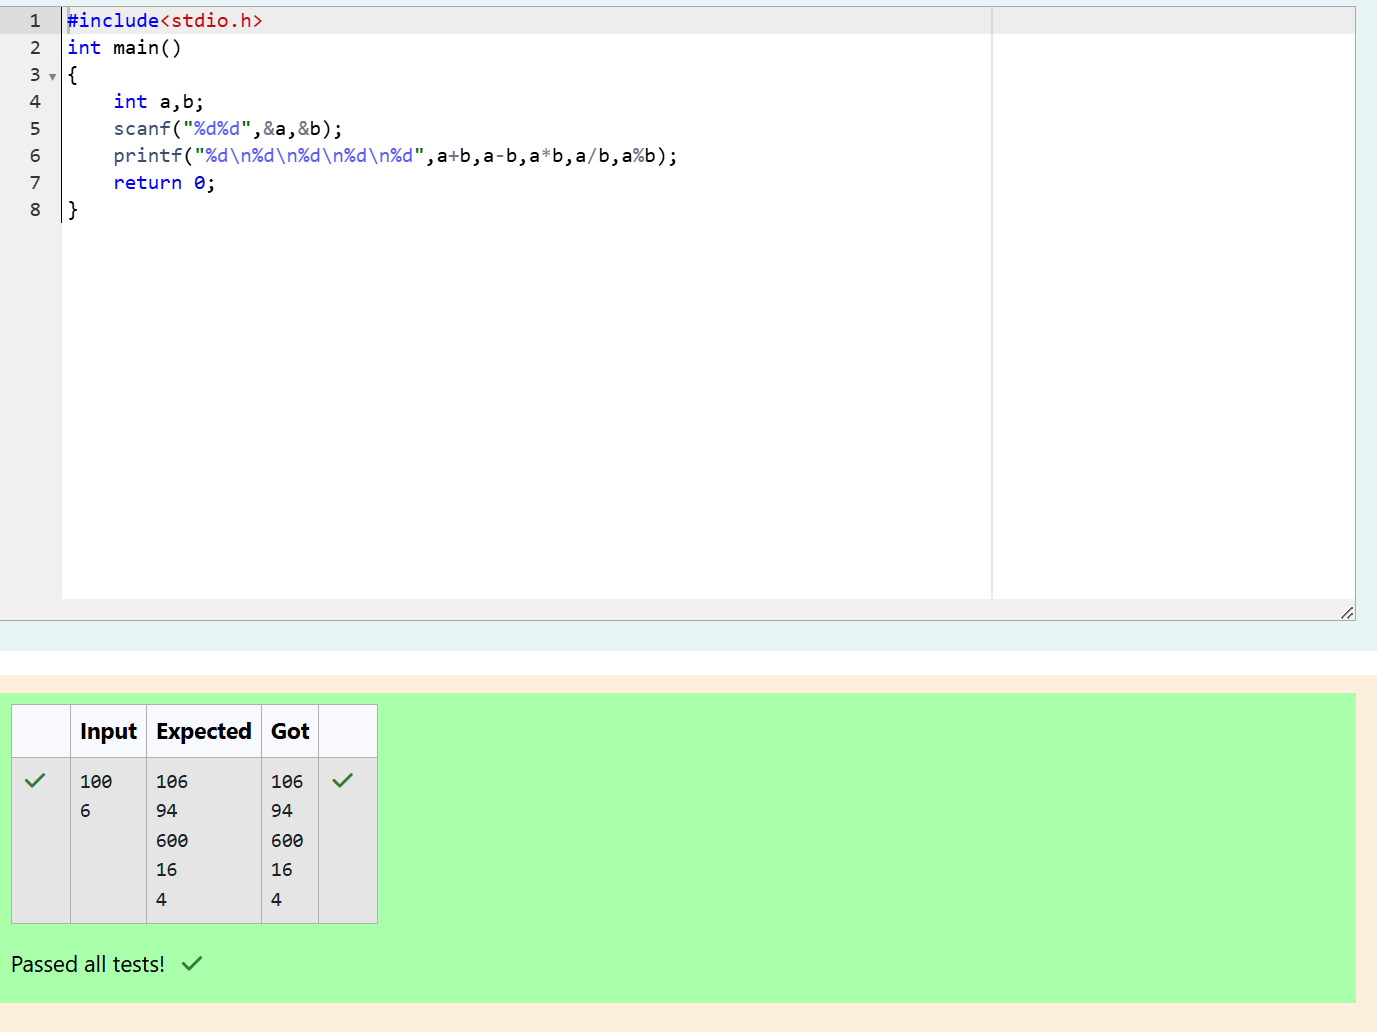 1 #include<stdio.h>
2 int main()
3 {
4     int a,b;
5     scanf("%d%d",&a,&b);
6     printf("%d\n%d\n%d\n%d\n%d",a+b,a-b,a*b,a/b,a%b);
7     return 0;
8 }
Input Expected Got
100 106 106
6 94 94
600 600
16 16
4 4
Passed all tests!